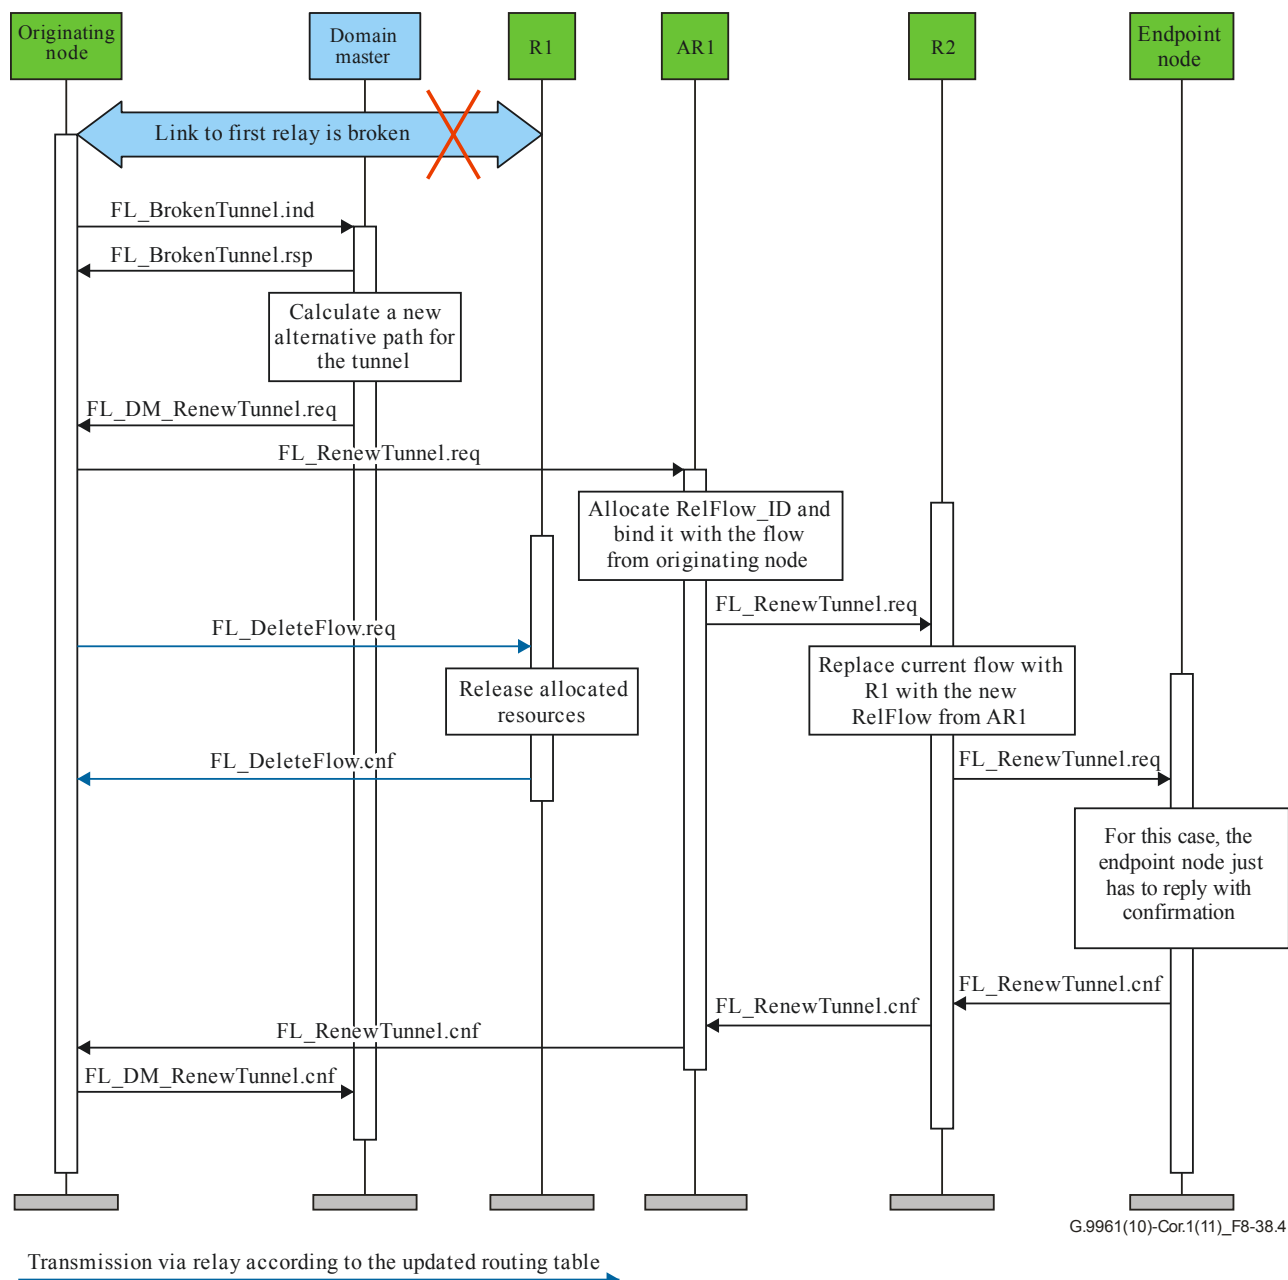 Originating
node
Domain
master
R1
AR1
R2
Endpoint
node
Link to first relay is broken
FL_BrokenTunnel.ind
FL_BrokenTunnel.rsp
Calculate a new
alternative path for
the tunnel
FL_DM_RenewTunnel.req
FL_RenewTunnel.req
Allocate RelFlow_ID and
bind it with the flow
from originating node
FL_RenewTunnel.req
FL_DeleteFlow.req
Replace current flow with
R1 with the new
RelFlow from AR1
Release allocated
resources
FL_DeleteFlow.cnf
FL_RenewTunnel.req
For this case, the
endpoint node just
has to reply with
confirmation
FL_RenewTunnel.cnf
FL_RenewTunnel.cnf
FL_RenewTunnel.cnf
FL_DM_RenewTunnel.cnf
G.9961(10)-Cor.1(11)_F8-38.4
Transmission via relay according to the updated routing table